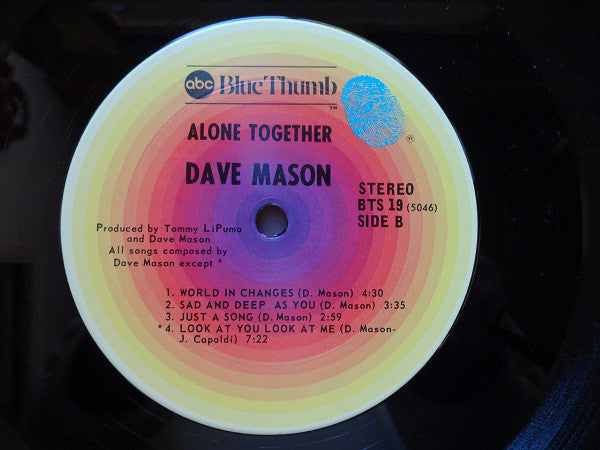 abc Blue Thumb
TM
®
ALONE TOGETHER
DAVE MASON
STEREO
BTS 19 (5046)
SIDE B
Produced by Tommy LiPuma
and Dave Mason
All songs composed by
Dave Mason except *
1. WORLD IN CHANGES (D. Mason) 4:30
2. SAD AND DEEP AS YOU (D. Mason) 3:35
3. JUST A SONG (D. Mason) 2:59
*4. LOOK AT YOU LOOK AT ME (D. Mason-
J. Capaldi) 7:22